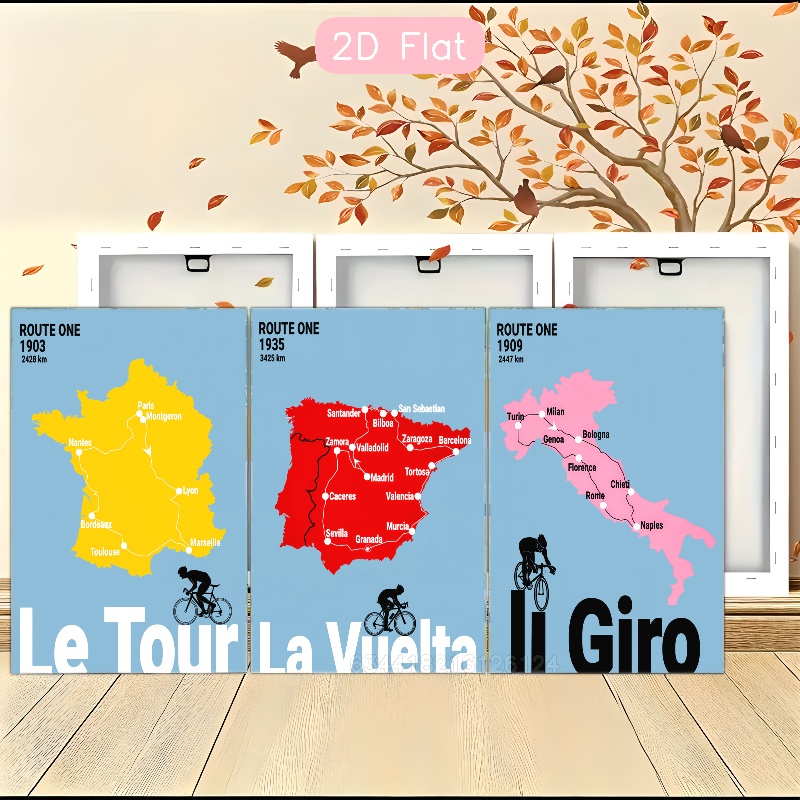 2D Flat
ROUTE ONE
1903
2428 km
Paris
Montgeron
Nantes
Lyon
Bordeaux
Toulouse
Marseilla
Le Tour
ROUTE ONE
1935
3425 km
Santander
San Sebastian
Bilboa
Zamora
Valladolid
Zaragoza
Barcelona
Madrid
Tortosa
Caceres
Valencia
Sevilla
Granada
Murcia
La Vuelta
ROUTE ONE
1909
2447 km
Turin
Milan
Genoa
Bologna
Florence
Rome
Chieti
Naples
Il Giro